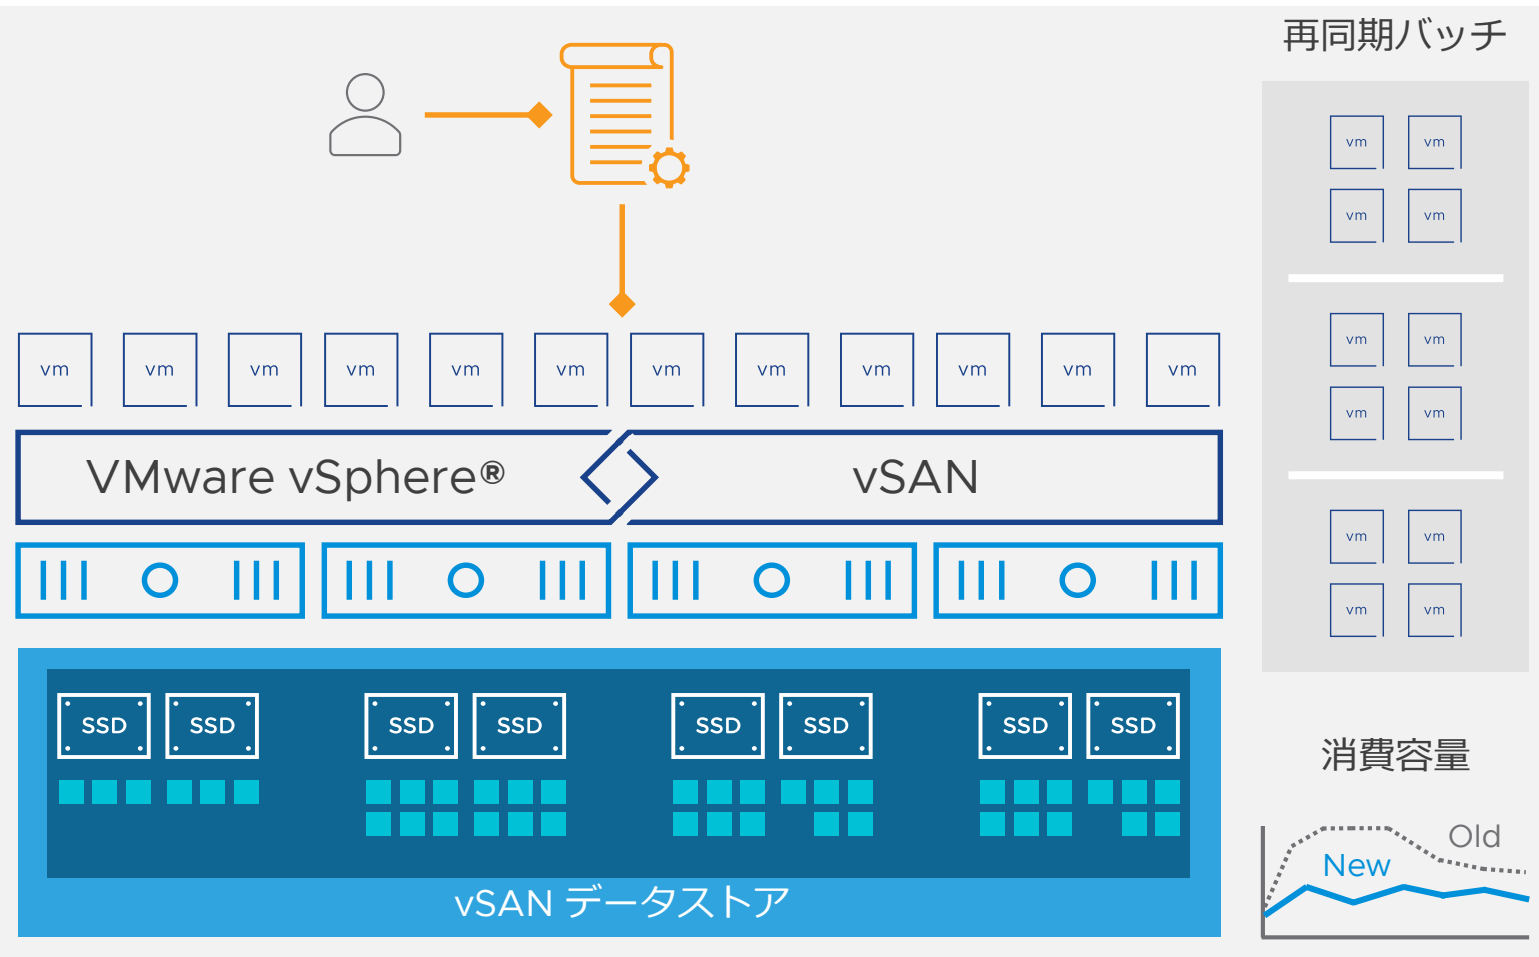 再同期バッチ
vm vm
vm vm
vm vm
vm vm
vm vm
vm vm
vm vm vm vm vm vm vm vm vm vm vm vm
VMware vSphere® vSAN
SSD SSD SSD SSD SSD SSD SSD SSD
vSAN データストア
消費容量
Old
New